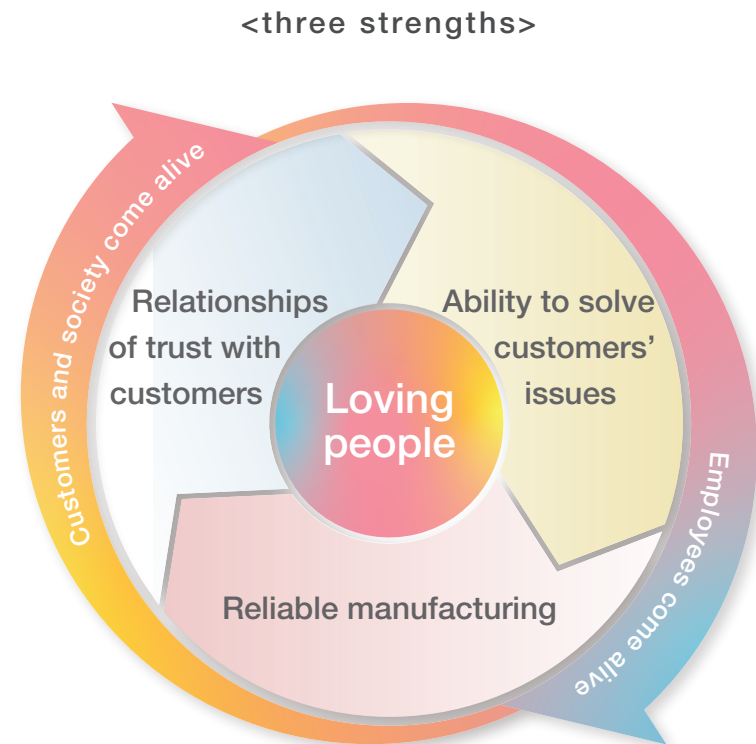 <three strengths>
Customers and society come alive
Relationships
of trust with
customers
Ability to solve
customers’
issues
Loving
people
Employees come alive
Reliable manufacturing